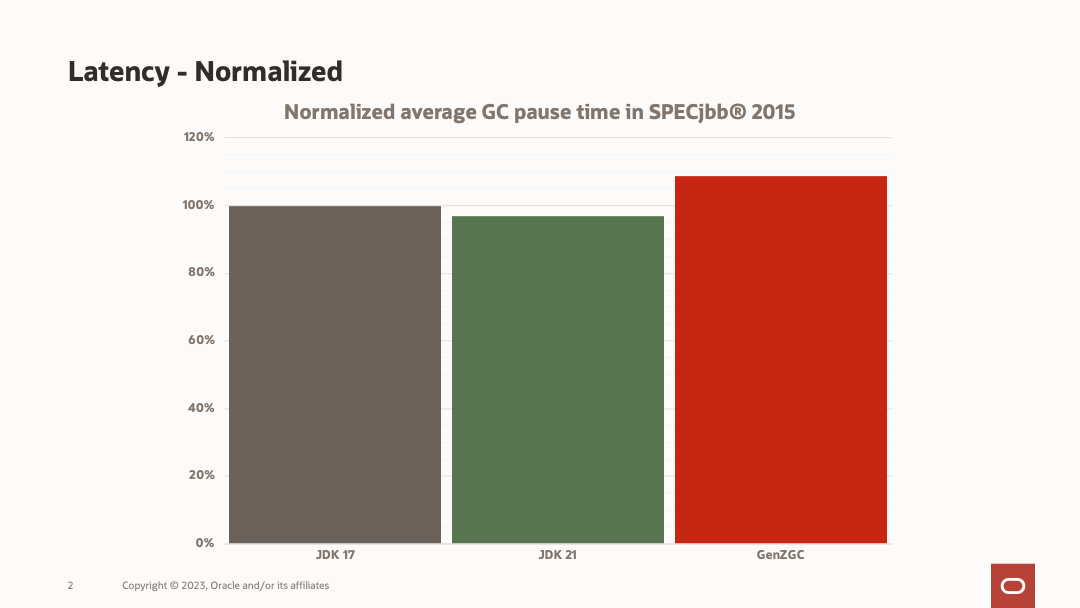 Latency - Normalized
Normalized average GC pause time in SPECjbb® 2015
120%
100%
80%
60%
40%
20%
0%
JDK 17
JDK 21
GenZGC
2
Copyright © 2023, Oracle and/or its affiliates